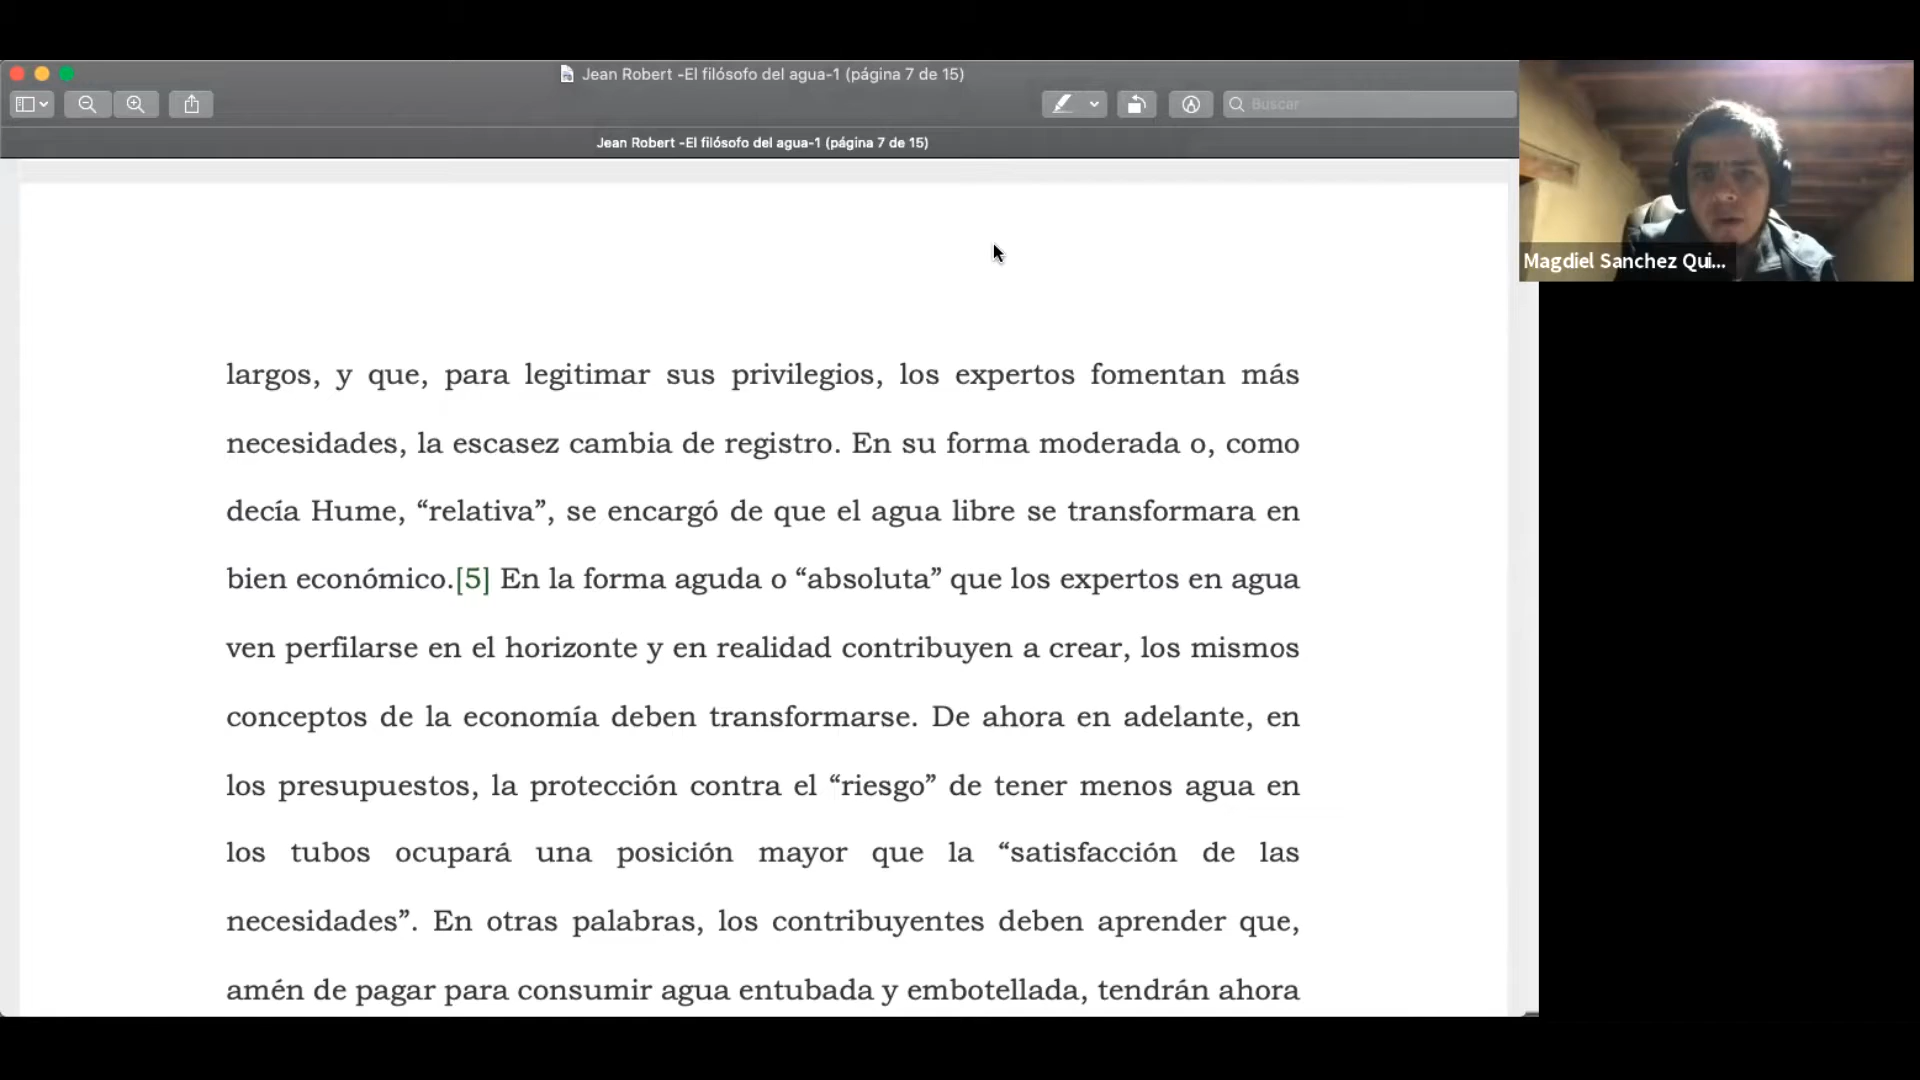 Jean Robert -El filósofo del agua-1 (página 7 de 15)
Buscar
Jean Robert -El filósofo del agua-1 (página 7 de 15)
Magdiel Sanchez Qui...
largos, y que, para legitimar sus privilegios, los expertos fomentan más
necesidades, la escasez cambia de registro. En su forma moderada o, como
decía Hume, “relativa”, se encargó de que el agua libre se transformara en
bien económico.[5] En la forma aguda o “absoluta” que los expertos en agua
ven perfilarse en el horizonte y en realidad contribuyen a crear, los mismos
conceptos de la economía deben transformarse. De ahora en adelante, en
los presupuestos, la protección contra el “riesgo” de tener menos agua en
los tubos ocupará una posición mayor que la “satisfacción de las
necesidades”. En otras palabras, los contribuyentes deben aprender que,
amén de pagar para consumir agua entubada y embotellada, tendrán ahora